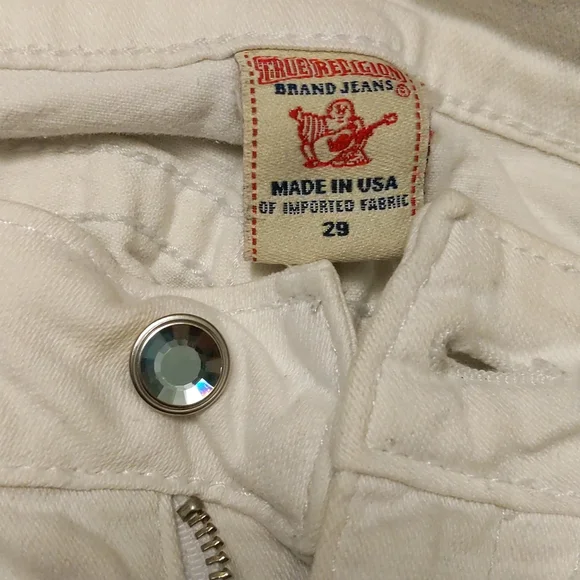 TRUE RELIGION
BRAND JEANS ©
MADE IN USA
OF IMPORTED FABRIC
29